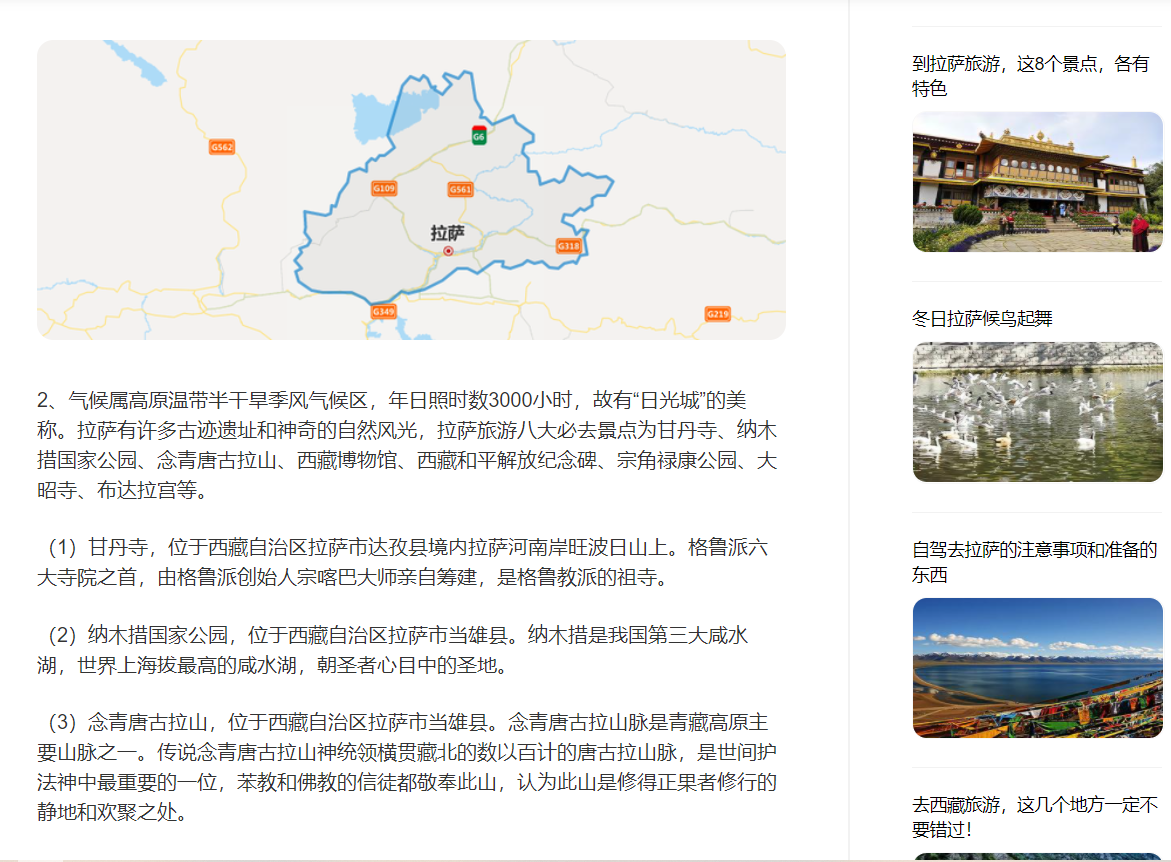 G562
G6
G109
G561
拉萨
G318
G349
G219
2、气候属高原温带半干旱季风气候区，年日照时数3000小时，故有“日光城”的美
称。拉萨有许多古迹遗址和神奇的自然风光，拉萨旅游八大必去景点为甘丹寺、纳木
措国家公园、念青唐古拉山、西藏博物馆、西藏和平解放纪念碑、宗角禄康公园、大
昭寺、布达拉宫等。
（1）甘丹寺，位于西藏自治区拉萨市达孜县境内拉萨河南岸旺波日山上。格鲁派六
大寺院之首，由格鲁派创始人宗喀巴大师亲自筹建，是格鲁教派的祖寺。
（2）纳木措国家公园，位于西藏自治区拉萨市当雄县。纳木措是我国第三大咸水
湖，世界上海拔最高的咸水湖，朝圣者心目中的圣地。
（3）念青唐古拉山，位于西藏自治区拉萨市当雄县。念青唐古拉山脉是青藏高原主
要山脉之一。传说念青唐古拉山神统领横贯藏北的数以百计的唐古拉山脉，是世间护
法神中最重要的一位，苯教和佛教的信徒都敬奉此山，认为此山是修得正果者修行的
静地和欢聚之处。
到拉萨旅游，这8个景点，各有
特色
冬日拉萨候鸟起舞
自驾去拉萨的注意事项和准备的
东西
去西藏旅游，这几个地方一定不
要错过！